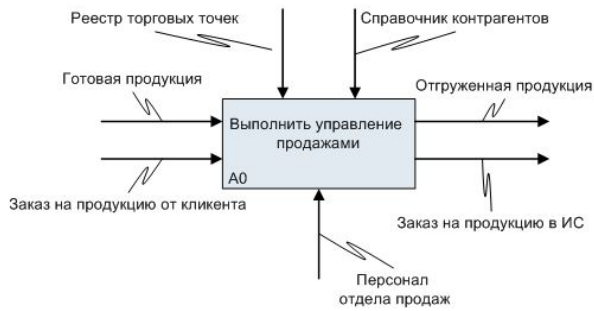 Реестр торговых точек
Справочник контрагентов
Готовая продукция
Отгруженная продукция
Выполнить управление
продажами
A0
Заказ на продукцию от кликента
Заказ на продукцию в ИС
Персонал
отдела продаж